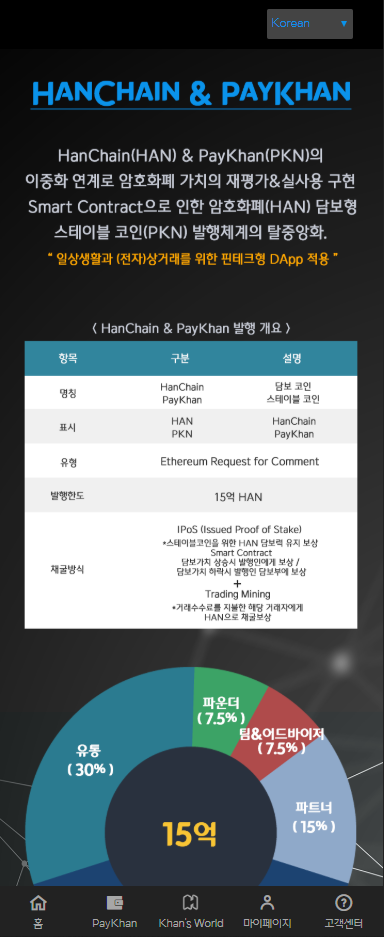 Korean ▼
HANCHAIN & PAYKHAN
HanChain(HAN) & PayKhan(PKN)의
이중화 연계로 암호화폐 가치의 재평가&실사용 구현
Smart Contract으로 인한 암호화폐(HAN) 담보형
스테이블 코인(PKN) 발행체계의 탈중앙화.
“ 일상생활과 (전자)상거래를 위한 핀테크형 DApp 적용 ”
< HanChain & PayKhan 발행 개요 >
항목 구분 설명
명칭
HanChain 담보 코인
PayKhan 스테이블 코인
표시
HAN HanChain
PKN PayKhan
유형 Ethereum Request for Comment
발행한도 15억 HAN
채굴방식
IPoS (Issued Proof of Stake)
*스테이블코인을 위한 HAN 담보력 유지 보상
Smart Contract
담보가치 상승시 발행인에게 보상 /
담보가치 하락시 발행인 담보부에 보상
+
Trading Mining
*거래수수료를 지불한 해당 거래자에게
HAN으로 채굴보상
유통
( 30% )
파운더
( 7.5% )
팀&어드바이저
( 7.5% )
파트너
( 15% )
15억
홈 PayKhan Khan's World 마이페이지 고객센터